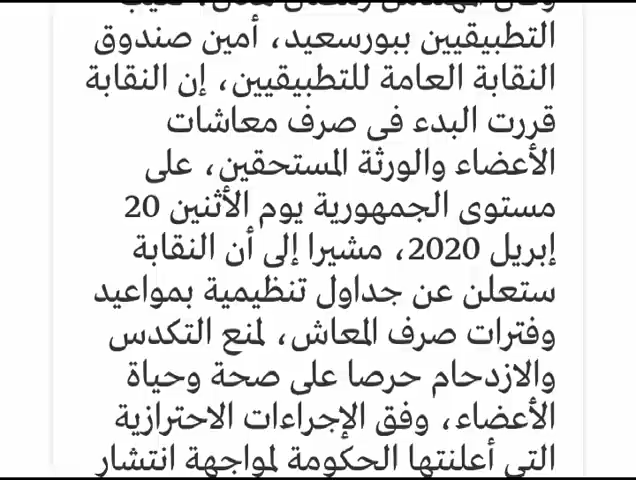 التطبيقيين ببورسعيد، أمين صندوق
النقابة العامة للتطبيقيين، إن النقابة
قررت البدء فى صرف معاشات
الأعضاء والورثة المستحقين، على
مستوى الجمهورية يوم الأثنين 20
إبريل 2020، مشيرا إلى أن النقابة
ستعلن عن جداول تنظيمية بمواعيد
وفترات صرف المعاش، لمنع التكدس
والازدحام حرصا على صحة وحياة
الأعضاء، وفق الإجراءات الاحترازية
التى أعلنتها الحكومة لمواجهة انتشار